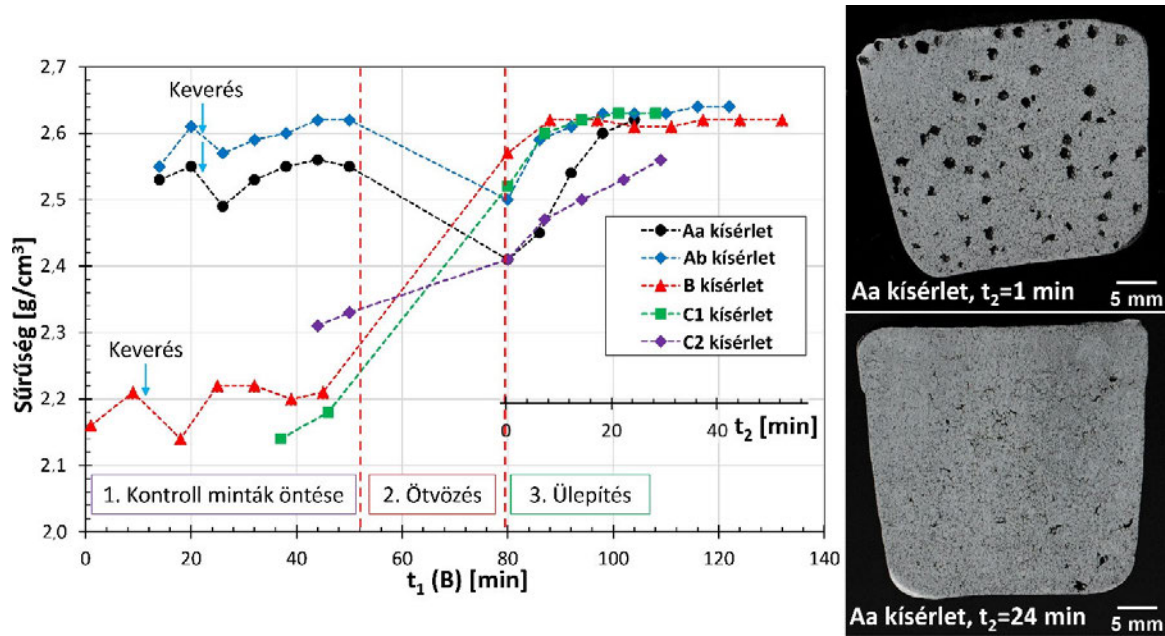 Sűrűség [g/cm³]
2,7
2,6
2,5
2,4
2,3
2,2
2,1
2,0
Keverés
Keverés
Aa kísérlet
Ab kísérlet
B kísérlet
C1 kísérlet
C2 kísérlet
0 20 40
t₂ [min]
1. Kontroll minták öntése
2. Ötvözés
3. Ülepítés
0 20 40 60 80 100 120 140
t₁ (B) [min]
Aa kísérlet, t₂=1 min
5 mm
Aa kísérlet, t₂=24 min
5 mm